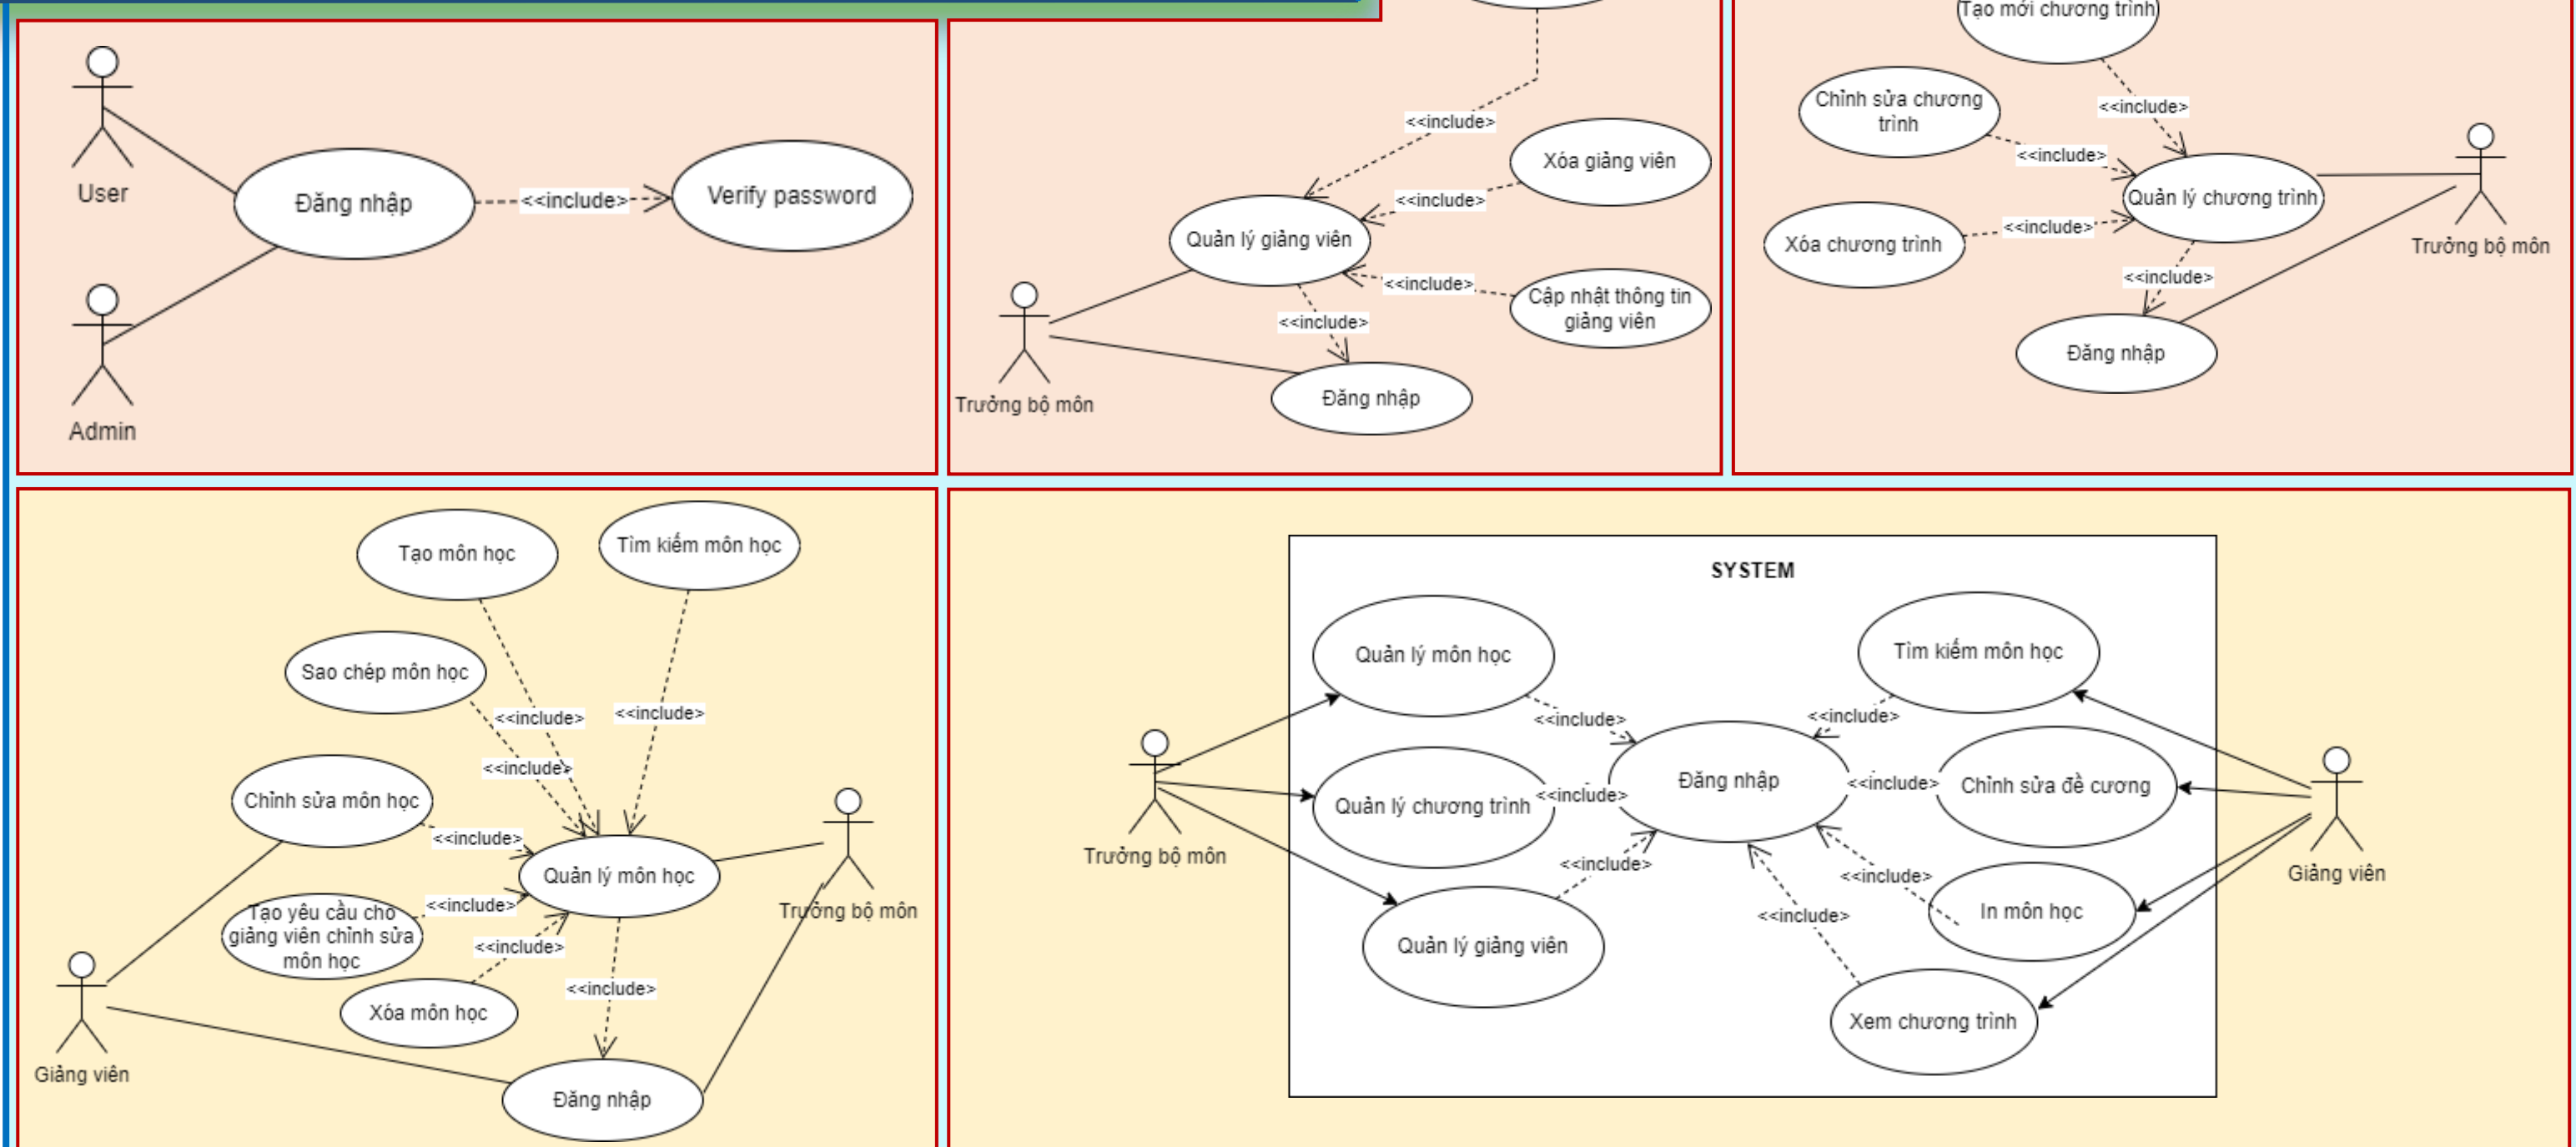 User
Đăng nhập
<<include>
Verify password
Admin
<<include>
Xóa giảng viên
<<include>
Quản lý giảng viên
<<include>
Cập nhật thông tin
giảng viên
<<include>
Trưởng bộ môn
Đăng nhập
Tạo mới chương trình
Chỉnh sửa chương
trình
<<include>
<<include>
Quản lý chương trình
Xóa chương trình
<<include>
Trưởng bộ môn
<<include>
Đăng nhập
Tạo môn học
Tìm kiếm môn học
Sao chép môn học
<<include>
<<include>
<<include>
Chỉnh sửa môn học
<<include>
Quản lý môn học
Tạo yêu cầu cho
giảng viên chỉnh sửa
môn học
<<include>
Trưởng bộ môn
<<include>
Xóa môn học
<<include>
Giảng viên
Đăng nhập
SYSTEM
Quản lý môn học
Tìm kiếm môn học
<<include>
<<include>
Đăng nhập
Quản lý chương trình
<<include>
<<include>
Chỉnh sửa đề cương
Trưởng bộ môn
<<include>
<<include>
Giảng viên
In môn học
<<include>
Quản lý giảng viên
Xem chương trình